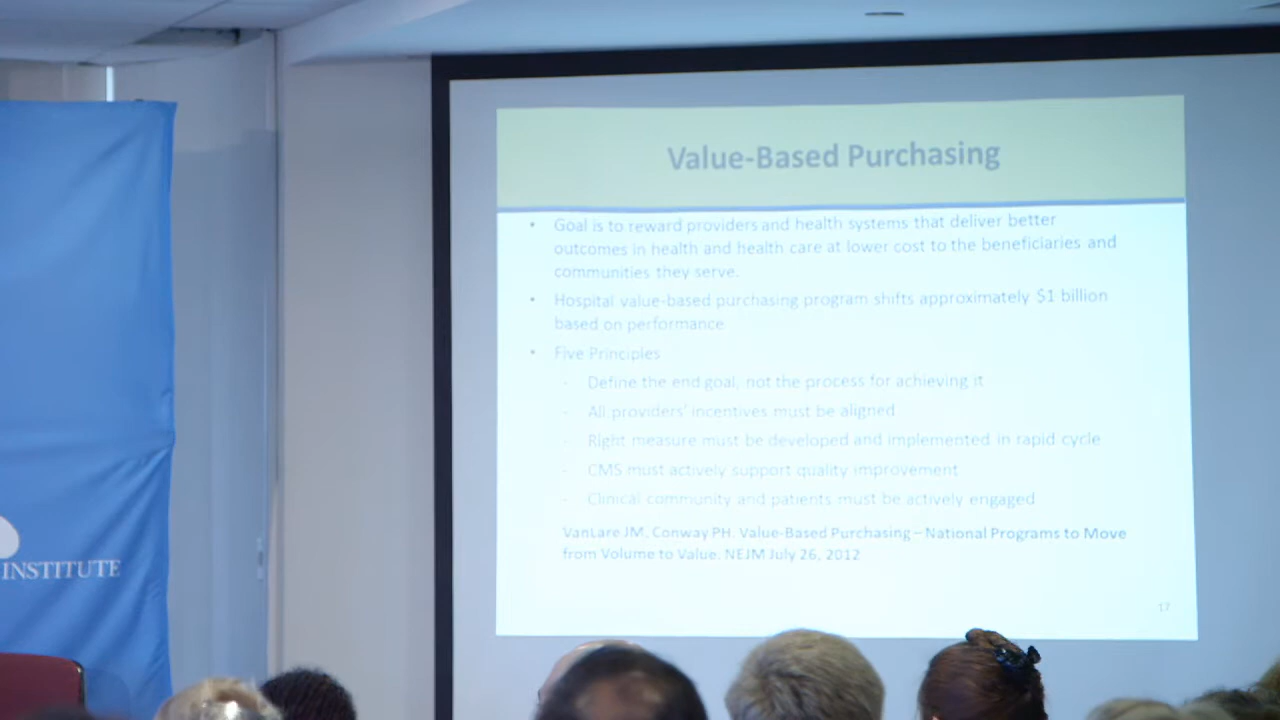 Value-Based Purchasing
• Goal is to reward providers and health systems that deliver better
outcomes in health and health care at lower cost to the beneficiaries and
communities they serve.
• Hospital value-based purchasing program shifts approximately $1 billion
based on performance
• Five Principles
- Define the end goal, not the process for achieving it
- All providers' incentives must be aligned
- Right measure must be developed and implemented in rapid cycle
- CMS must actively support quality improvement
- Clinical community and patients must be actively engaged
VanLare JM, Conway PH. Value-Based Purchasing – National Programs to Move
from Volume to Value. NEJM July 26, 2012
17
INSTITUTE